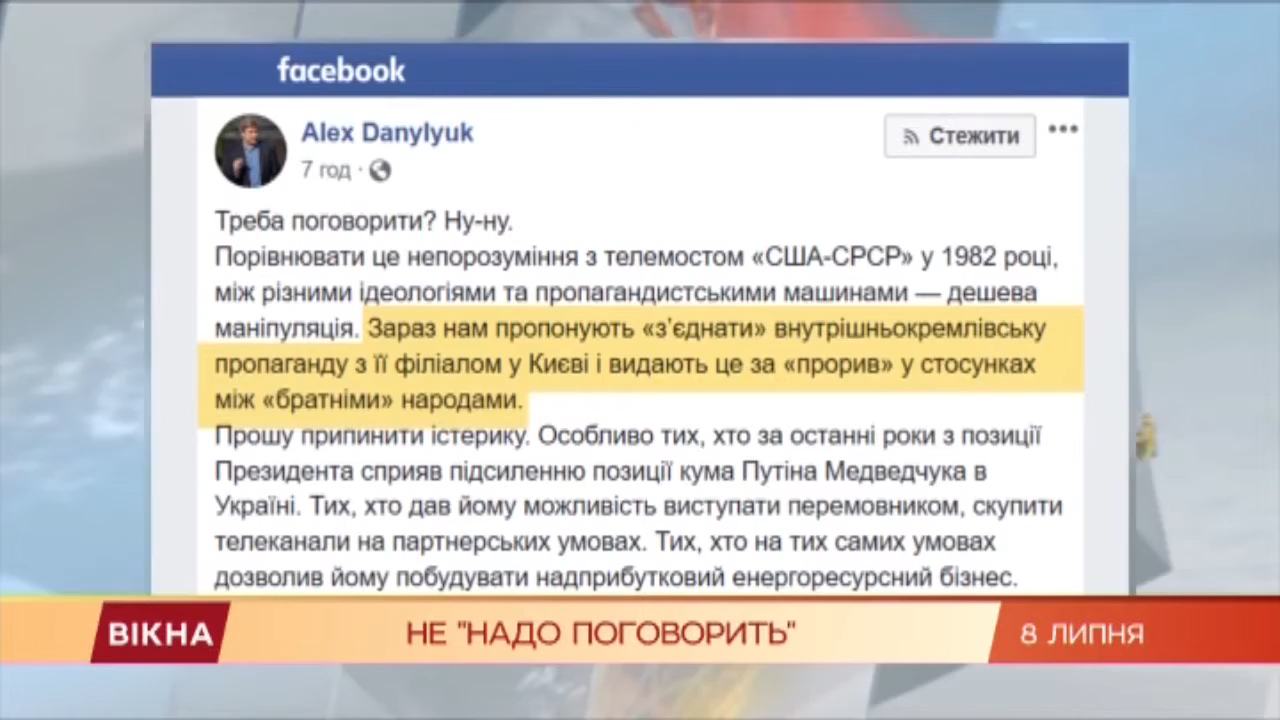 facebook
Alex Danylyuk
Стежити
7 год ·
Треба поговорити? Ну-ну.
Порівнювати це непорозуміння з телемостом «США-СРСР» у 1982 році,
між різними ідеологіями та пропагандистськими машинами — дешева
маніпуляція. Зараз нам пропонують «з’єднати» внутрішньокремлівську
пропаганду з її філіалом у Києві і видають це за «прорив» у стосунках
між «братніми» народами.
Прошу припинити істерику. Особливо тих, хто за останні роки з позиції
Президента сприяв підсиленню позиції кума Путіна Медведчука в
Україні. Тих, хто дав йому можливість виступати перемовником, скупити
телеканали на партнерських умовах. Тих, хто на тих самих умовах
дозволив йому побудувати надприбутковий енергоресурсний бізнес.
ВІКНА
НЕ "НАДО ПОГОВОРИТЬ"
8 ЛИПНЯ